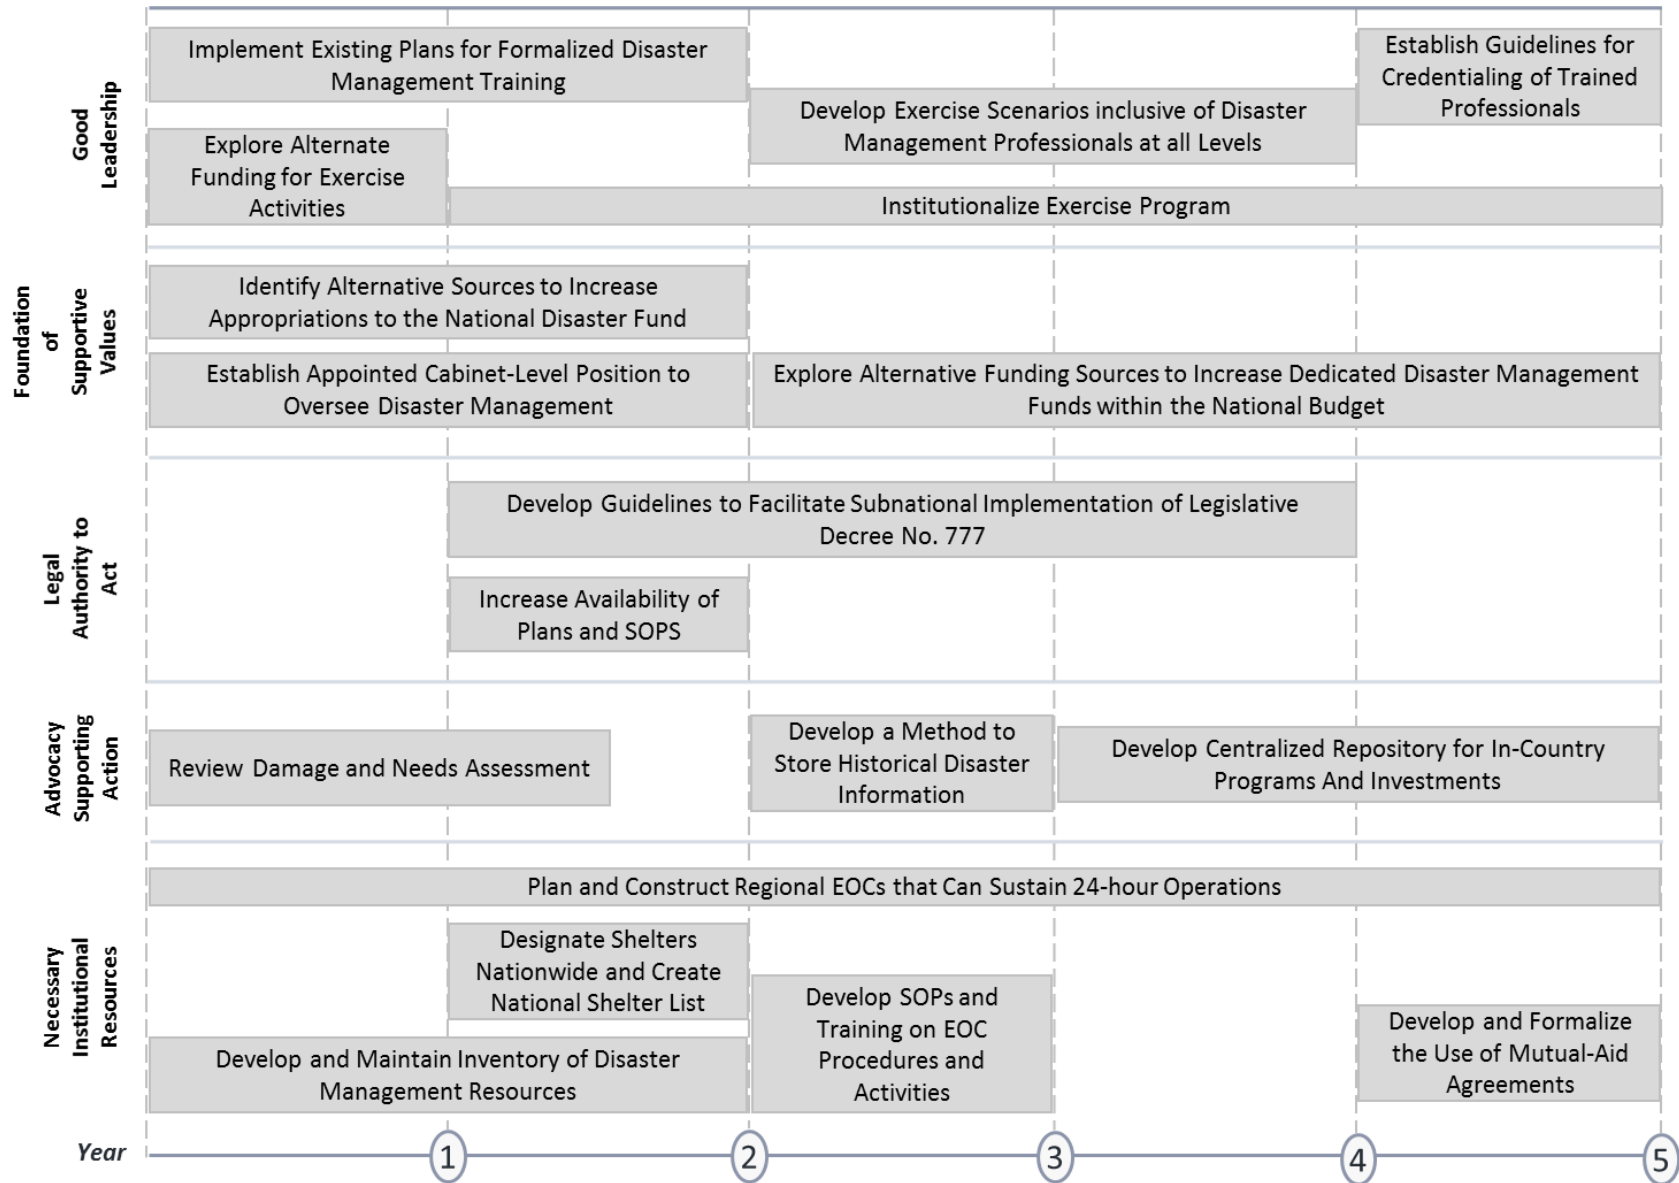 Good
Leadership
Implement Existing Plans for Formalized Disaster
Management Training
Establish Guidelines for
Credentialing of Trained
Professionals
Develop Exercise Scenarios inclusive of Disaster
Management Professionals at all Levels
Explore Alternate
Funding for Exercise
Activities
Institutionalize Exercise Program
Foundation
of
Supportive
Values
Identify Alternative Sources to Increase
Appropriations to the National Disaster Fund
Establish Appointed Cabinet-Level Position to
Oversee Disaster Management
Explore Alternative Funding Sources to Increase Dedicated Disaster Management
Funds within the National Budget
Legal
Authority to
Act
Develop Guidelines to Facilitate Subnational Implementation of Legislative
Decree No. 777
Increase Availability of
Plans and SOPS
Advocacy
Supporting
Action
Review Damage and Needs Assessment
Develop a Method to
Store Historical Disaster
Information
Develop Centralized Repository for In-Country
Programs And Investments
Necessary
Institutional
Resources
Plan and Construct Regional EOCs that Can Sustain 24-hour Operations
Designate Shelters
Nationwide and Create
National Shelter List
Develop and Maintain Inventory of Disaster
Management Resources
Develop SOPs and
Training on EOC
Procedures and
Activities
Develop and Formalize
the Use of Mutual-Aid
Agreements
Year
1
2
3
4
5